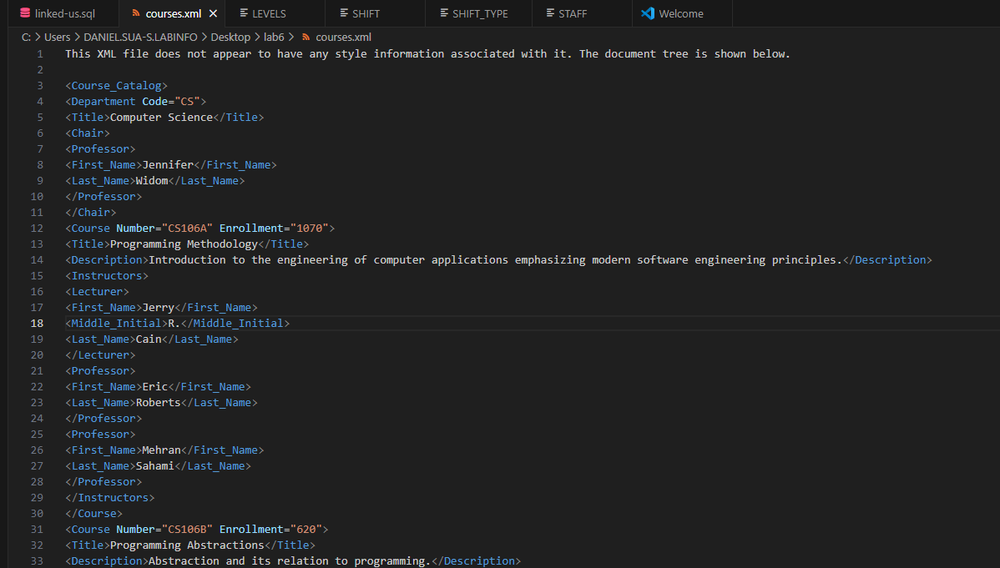 linked-us.sql courses.xml LEVELS SHIFT SHIFT_TYPE STAFF Welcome
C: > Users > DANIEL.SUA-S.LABINFO > Desktop > lab6 > courses.xml
1 This XML file does not appear to have any style information associated with it. The document tree is shown below.
2
3 <Course_Catalog>
4 <Department Code="CS">
5 <Title>Computer Science</Title>
6 <Chair>
7 <Professor>
8 <First_Name>Jennifer</First_Name>
9 <Last_Name>Widom</Last_Name>
10 </Professor>
11 </Chair>
12 <Course Number="CS106A" Enrollment="1070">
13 <Title>Programming Methodology</Title>
14 <Description>Introduction to the engineering of computer applications emphasizing modern software engineering principles.</Description>
15 <Instructors>
16 <Lecturer>
17 <First_Name>Jerry</First_Name>
18 <Middle_Initial>R.</Middle_Initial>
19 <Last_Name>Cain</Last_Name>
20 </Lecturer>
21 <Professor>
22 <First_Name>Eric</First_Name>
23 <Last_Name>Roberts</Last_Name>
24 </Professor>
25 <Professor>
26 <First_Name>Mehran</First_Name>
27 <Last_Name>Sahami</Last_Name>
28 </Professor>
29 </Instructors>
30 </Course>
31 <Course Number="CS106B" Enrollment="620">
32 <Title>Programming Abstractions</Title>
33 <Description>Abstraction and its relation to programming.</Description>